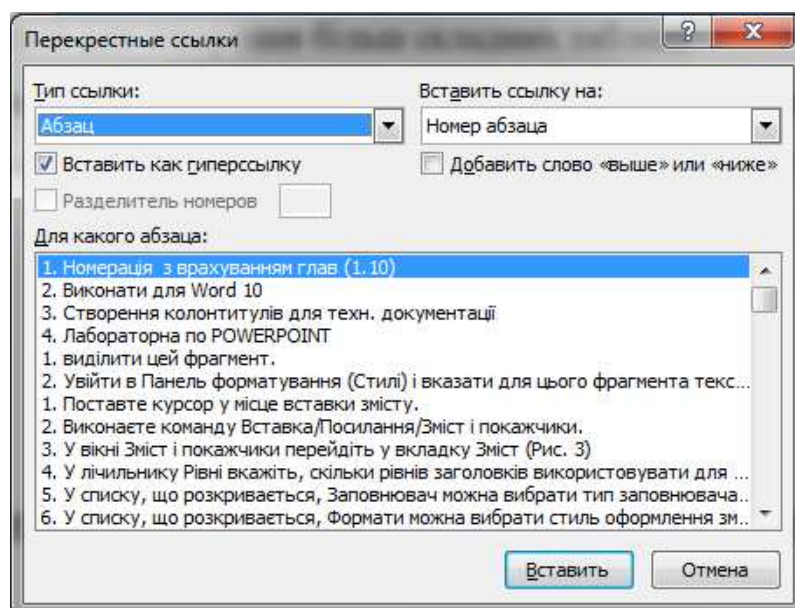 Перекрестные ссылки
Тип ссылки:
Вставить ссылку на:
Абзац
Номер абзаца
Вставить как гиперссылку
Добавить слово «выше» или «ниже»
Разделитель номеров
Для какого абзаца:
1. Номерація з врахуванням глав (1.10)
2. Виконати для Word 10
3. Створення колонтитулів для техн. документації
4. Лабораторна по POWERPOINT
1. виділити цей фрагмент.
2. Увійти в Панель форматування (Стилі) і вказати для цього фрагмента текс...
1. Поставте курсор у місце вставки змісту.
2. Виконаєте команду Вставка/Посилання/Зміст і покажчики.
3. У вікні Зміст і покажчики перейдіть у вкладку Зміст (Рис. 3)
4. У лічильнику Рівні вкажіть, скільки рівнів заголовків використовувати для ...
5. У списку, що розкривається, Заповнювач можна вибрати тип заповнювача...
6. У списку, що розкривається, Формати можна вибрати стиль оформлення зм...
Вставить
Отмена